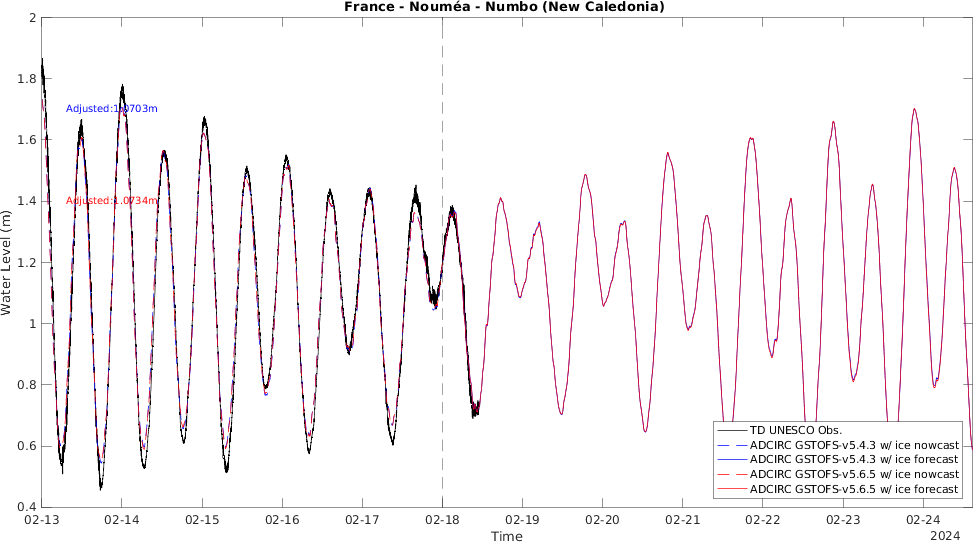 France - Nouméa - Numbo (New Caledonia)
2
1.8
1.6
1.4
1.2
1
0.8
0.6
0.4
Water Level (m)
Adjusted:1.0703m
Adjusted:1.0734m
TD UNESCO Obs.
ADCIRC GSTOFS-v5.4.3 w/ ice nowcast
ADCIRC GSTOFS-v5.4.3 w/ ice forecast
ADCIRC GSTOFS-v5.6.5 w/ ice nowcast
ADCIRC GSTOFS-v5.6.5 w/ ice forecast
02-13 02-14 02-15 02-16 02-17 02-18 02-19 02-20 02-21 02-22 02-23 02-24
Time
2024